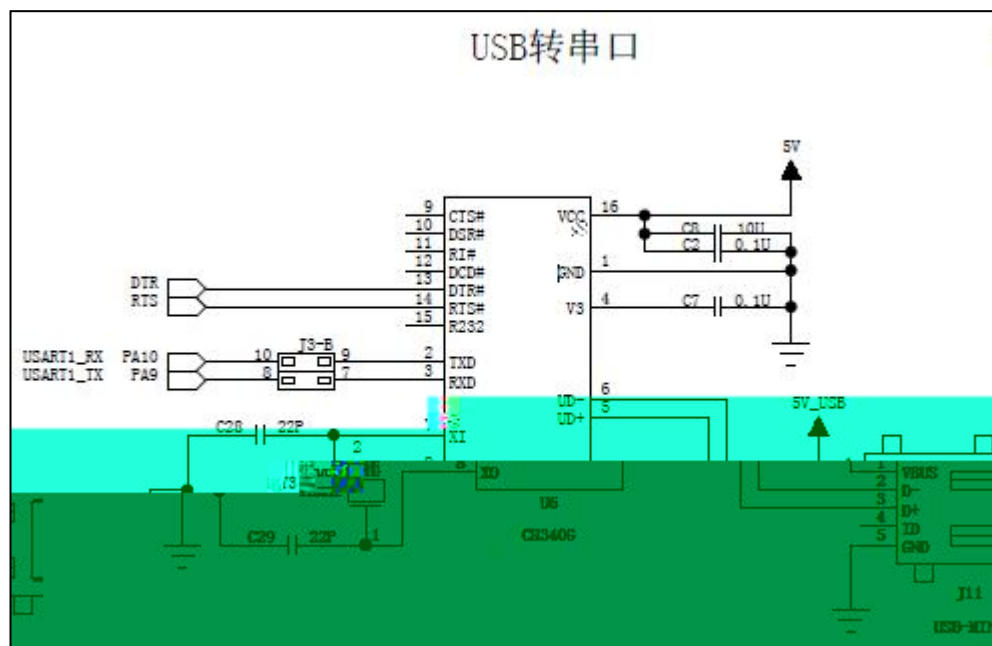 USB转串口
5V
9 CTS#
10 DSR#
11 RI#
12 DCD#
13 DTR#
14 RTS#
15 R232
DTR
RTS
VCC 16
C8 10U
C2 0.1U
GND 1
V3 4 C7 0.1U
J3-B
USART1_RX PA10 10 9 2 TXD
USART1_TX PA9 8 7 3 RXD
UD- 6
UD+ 5
5V_USB
C28 22P
2
XI
XO
U6
CH340G
C29 22P 1
1 VBUS
2 D-
3 D+
4 ID
5 GND
J11